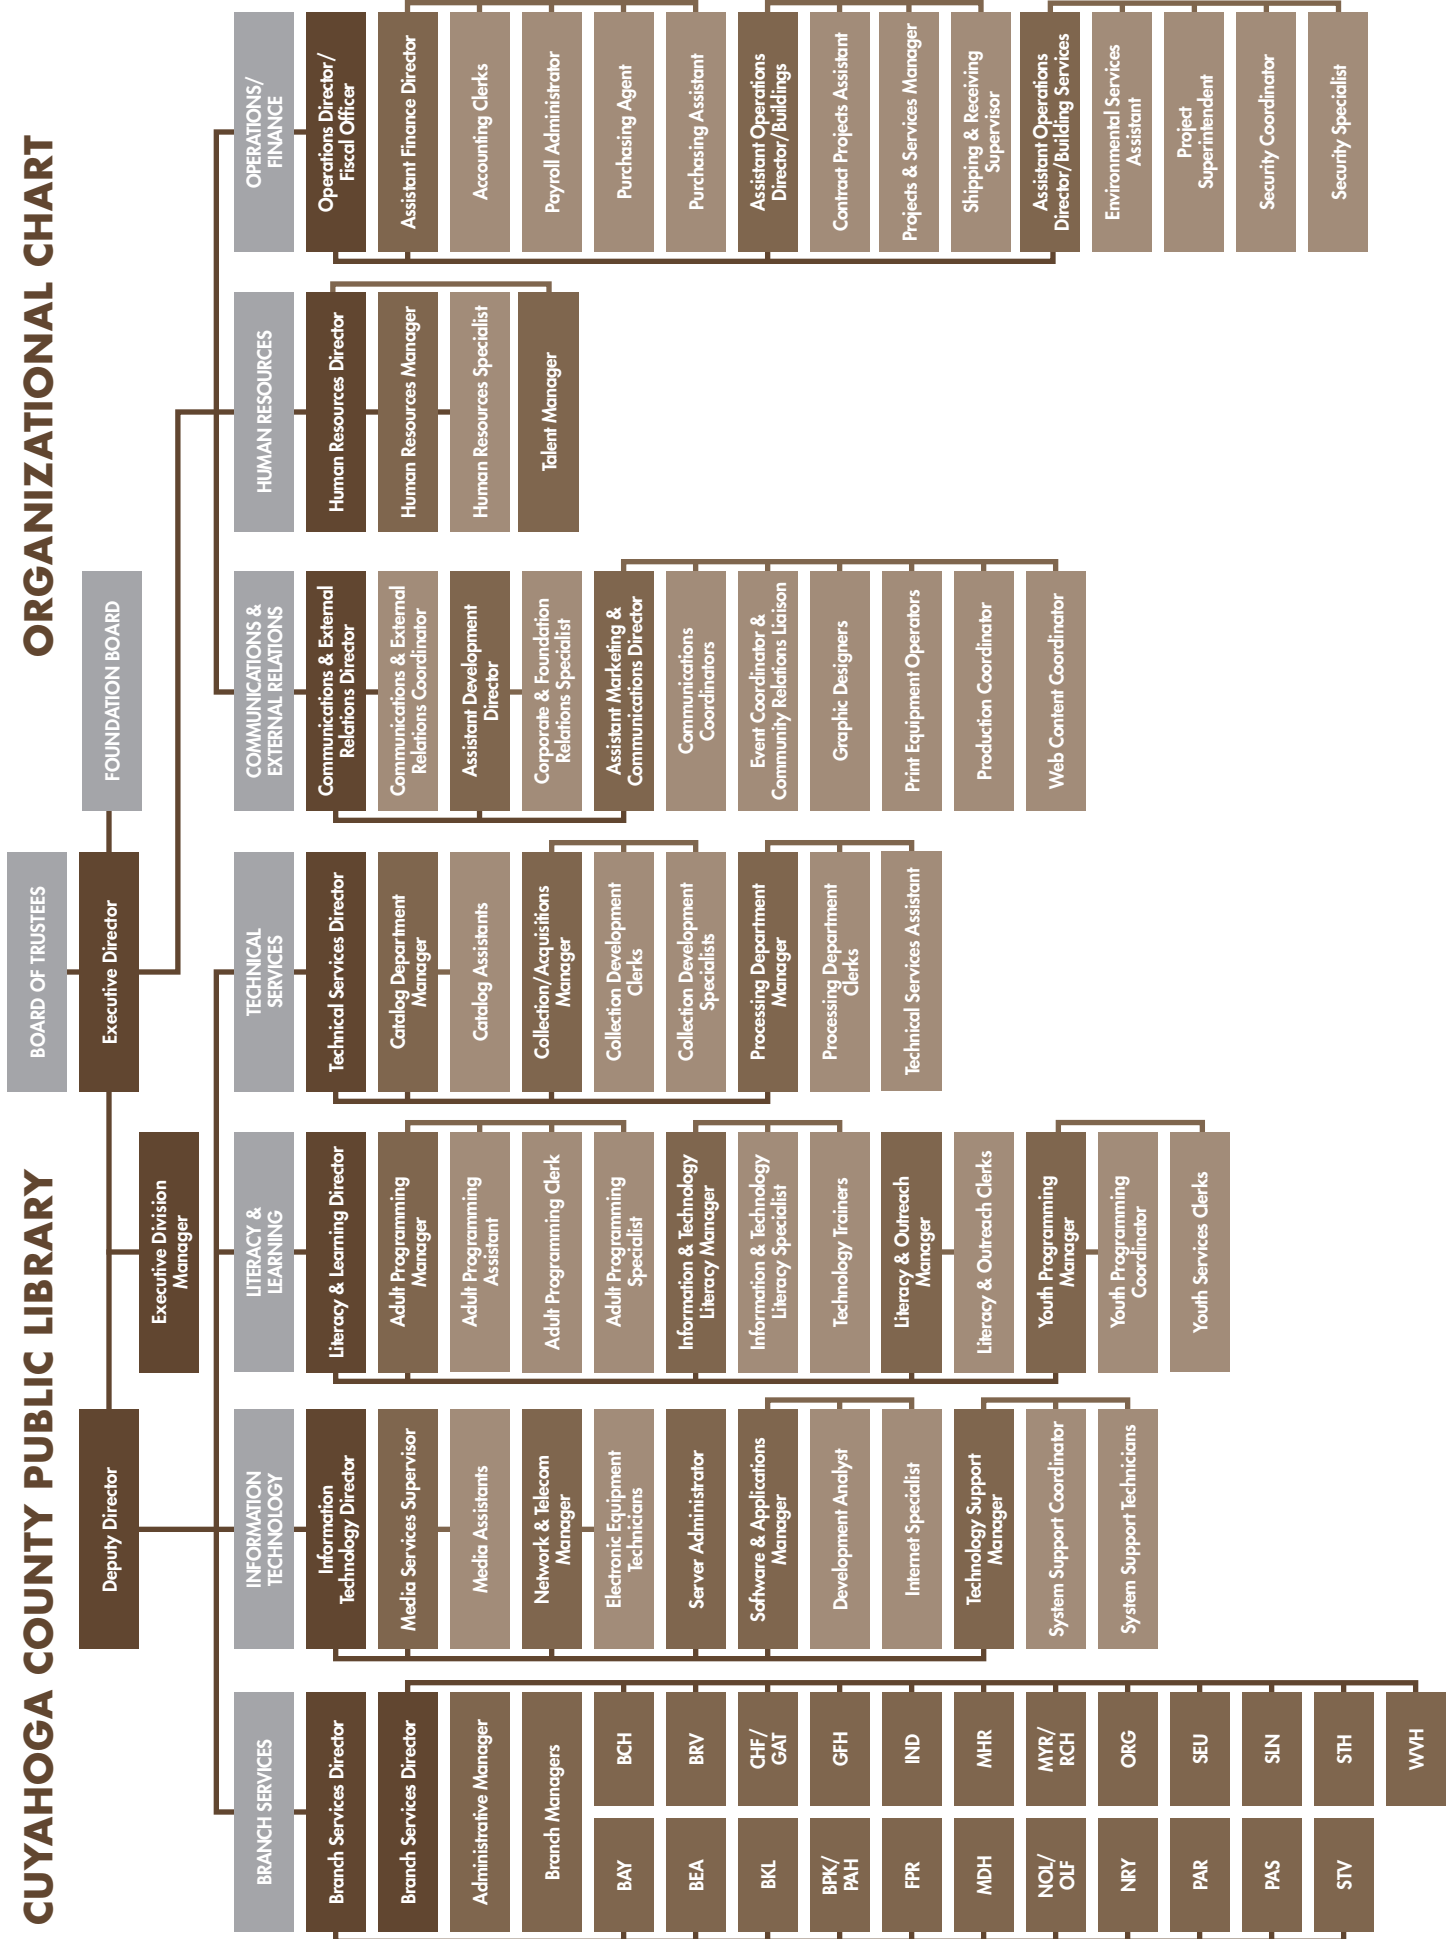 CUYAHOGA COUNTY PUBLIC LIBRARY
ORGANIZATIONAL CHART
BOARD OF TRUSTEES
Deputy Director
Executive Director
FOUNDATION BOARD
Executive Division
Manager
BRANCH SERVICES
Branch Services Director
Branch Services Director
Administrative Manager
Branch Managers
BAY
BCH
BEA
BRV
BKL
CHF/
GAT
BPK/
PAH
GFH
FPR
IND
MDH
MHR
NOL/
OLF
MYR/
RCH
NRY
ORG
PAR
SEU
PAS
SLN
STV
STH
WVH
INFORMATION
TECHNOLOGY
Information
Technology Director
Media Services Supervisor
Media Assistants
Network & Telecom
Manager
Electronic Equipment
Technicians
Server Administrator
Software & Applications
Manager
Development Analyst
Internet Specialist
Technology Support
Manager
System Support Coordinator
System Support Technicians
LITERACY &
LEARNING
Literacy & Learning Director
Adult Programming
Manager
Adult Programming
Assistant
Adult Programming Clerk
Adult Programming
Specialist
Information & Technology
Literacy Manager
Information & Technology
Literacy Specialist
Technology Trainers
Literacy & Outreach
Manager
Literacy & Outreach Clerks
Youth Programming
Manager
Youth Programming
Coordinator
Youth Services Clerks
TECHNICAL
SERVICES
Technical Services Director
Catalog Department
Manager
Catalog Assistants
Collection/Acquisitions
Manager
Collection Development
Clerks
Collection Development
Specialists
Processing Department
Manager
Processing Department
Clerks
Technical Services Assistant
COMMUNICATIONS &
EXTERNAL RELATIONS
Communications & External
Relations Director
Communications & External
Relations Coordinator
Assistant Development
Director
Corporate & Foundation
Relations Specialist
Assistant Marketing &
Communications Director
Communications
Coordinators
Event Coordinator &
Community Relations Liaison
Graphic Designers
Print Equipment Operators
Production Coordinator
Web Content Coordinator
HUMAN RESOURCES
Human Resources Director
Human Resources Manager
Human Resources Specialist
Talent Manager
OPERATIONS/
FINANCE
Operations Director/
Fiscal Officer
Assistant Finance Director
Accounting Clerks
Payroll Administrator
Purchasing Agent
Purchasing Assistant
Assistant Operations
Director/Buildings
Contract Projects Assistant
Projects & Services Manager
Shipping & Receiving
Supervisor
Assistant Operations
Director/Building Services
Environmental Services
Assistant
Project
Superintendent
Security Coordinator
Security Specialist